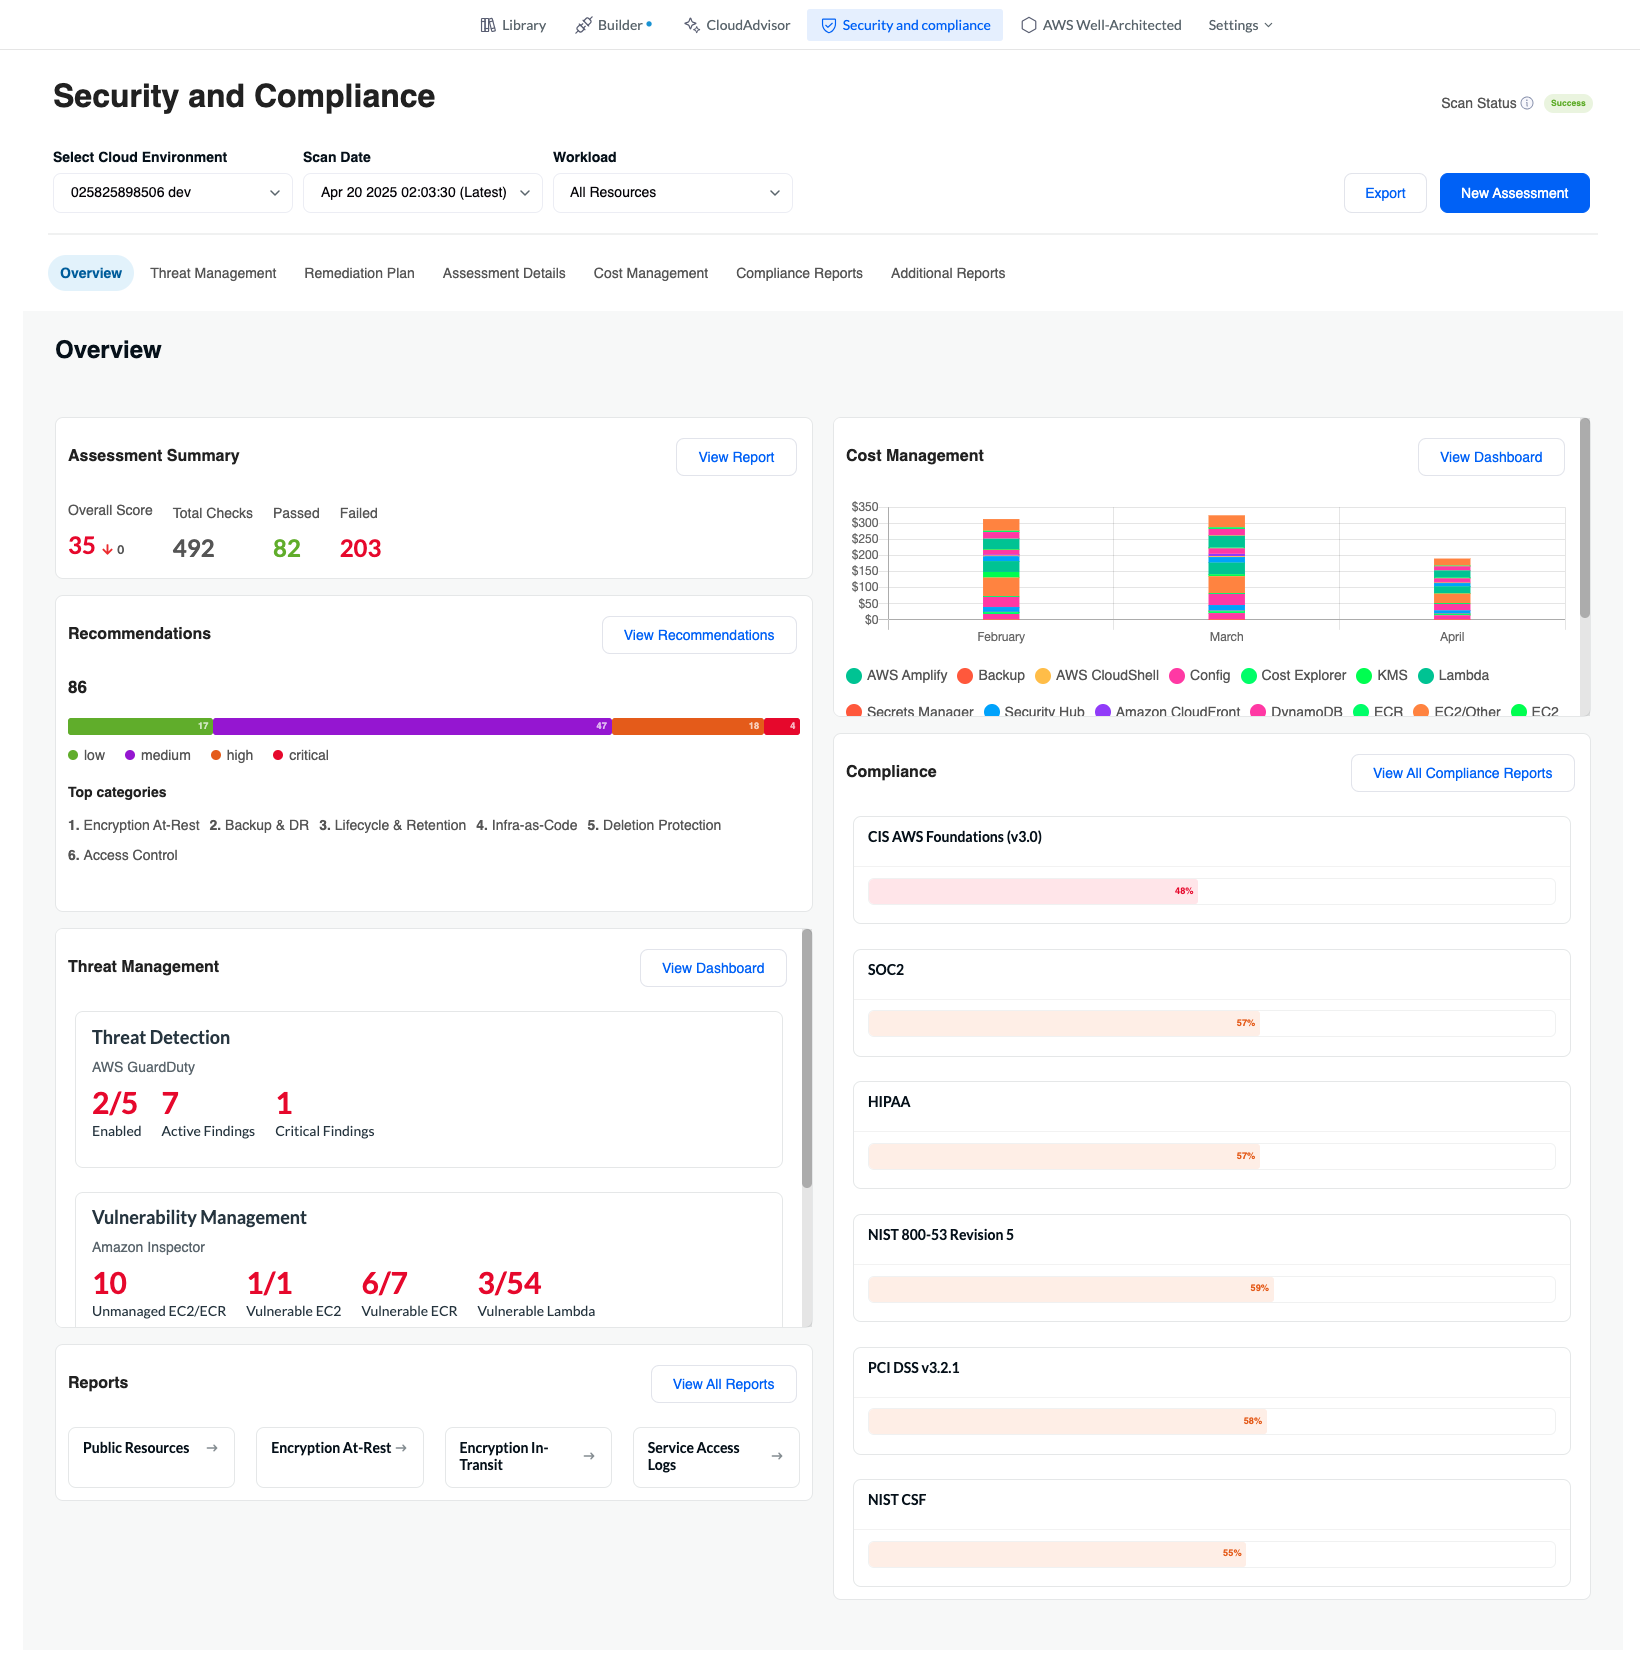 Library
Builder
CloudAdvisor
Security and compliance
AWS Well-Architected
Settings
Security and Compliance
Scan Status
Success
Select Cloud Environment
Scan Date
Workload
025825898506 dev
Apr 20 2025 02:03:30 (Latest)
All Resources
Export
New Assessment
Overview
Threat Management
Remediation Plan
Assessment Details
Cost Management
Compliance Reports
Additional Reports
Overview
Assessment Summary
View Report
Overall Score
Total Checks
Passed
Failed
35
0
492
82
203
Recommendations
View Recommendations
86
17
47
18
4
low
medium
high
critical
Top categories
1. Encryption At-Rest 2. Backup & DR 3. Lifecycle & Retention 4. Infra-as-Code 5. Deletion Protection
6. Access Control
Threat Management
View Dashboard
Threat Detection
AWS GuardDuty
2/5
7
1
Enabled
Active Findings
Critical Findings
Vulnerability Management
Amazon Inspector
10
1/1
6/7
3/54
Unmanaged EC2/ECR
Vulnerable EC2
Vulnerable ECR
Vulnerable Lambda
Reports
View All Reports
Public Resources
Encryption At-Rest
Encryption In-
Transit
Service Access
Logs
Cost Management
View Dashboard
$350
$300
$250
$200
$150
$100
$50
$0
February
March
April
AWS Amplify
Backup
AWS CloudShell
Config
Cost Explorer
KMS
Lambda
Secrets Manager
Security Hub
Amazon CloudFront
DynamoDB
ECR
EC2/Other
EC2
Compliance
View All Compliance Reports
CIS AWS Foundations (v3.0)
48%
SOC2
57%
HIPAA
57%
NIST 800-53 Revision 5
59%
PCI DSS v3.2.1
58%
NIST CSF
55%